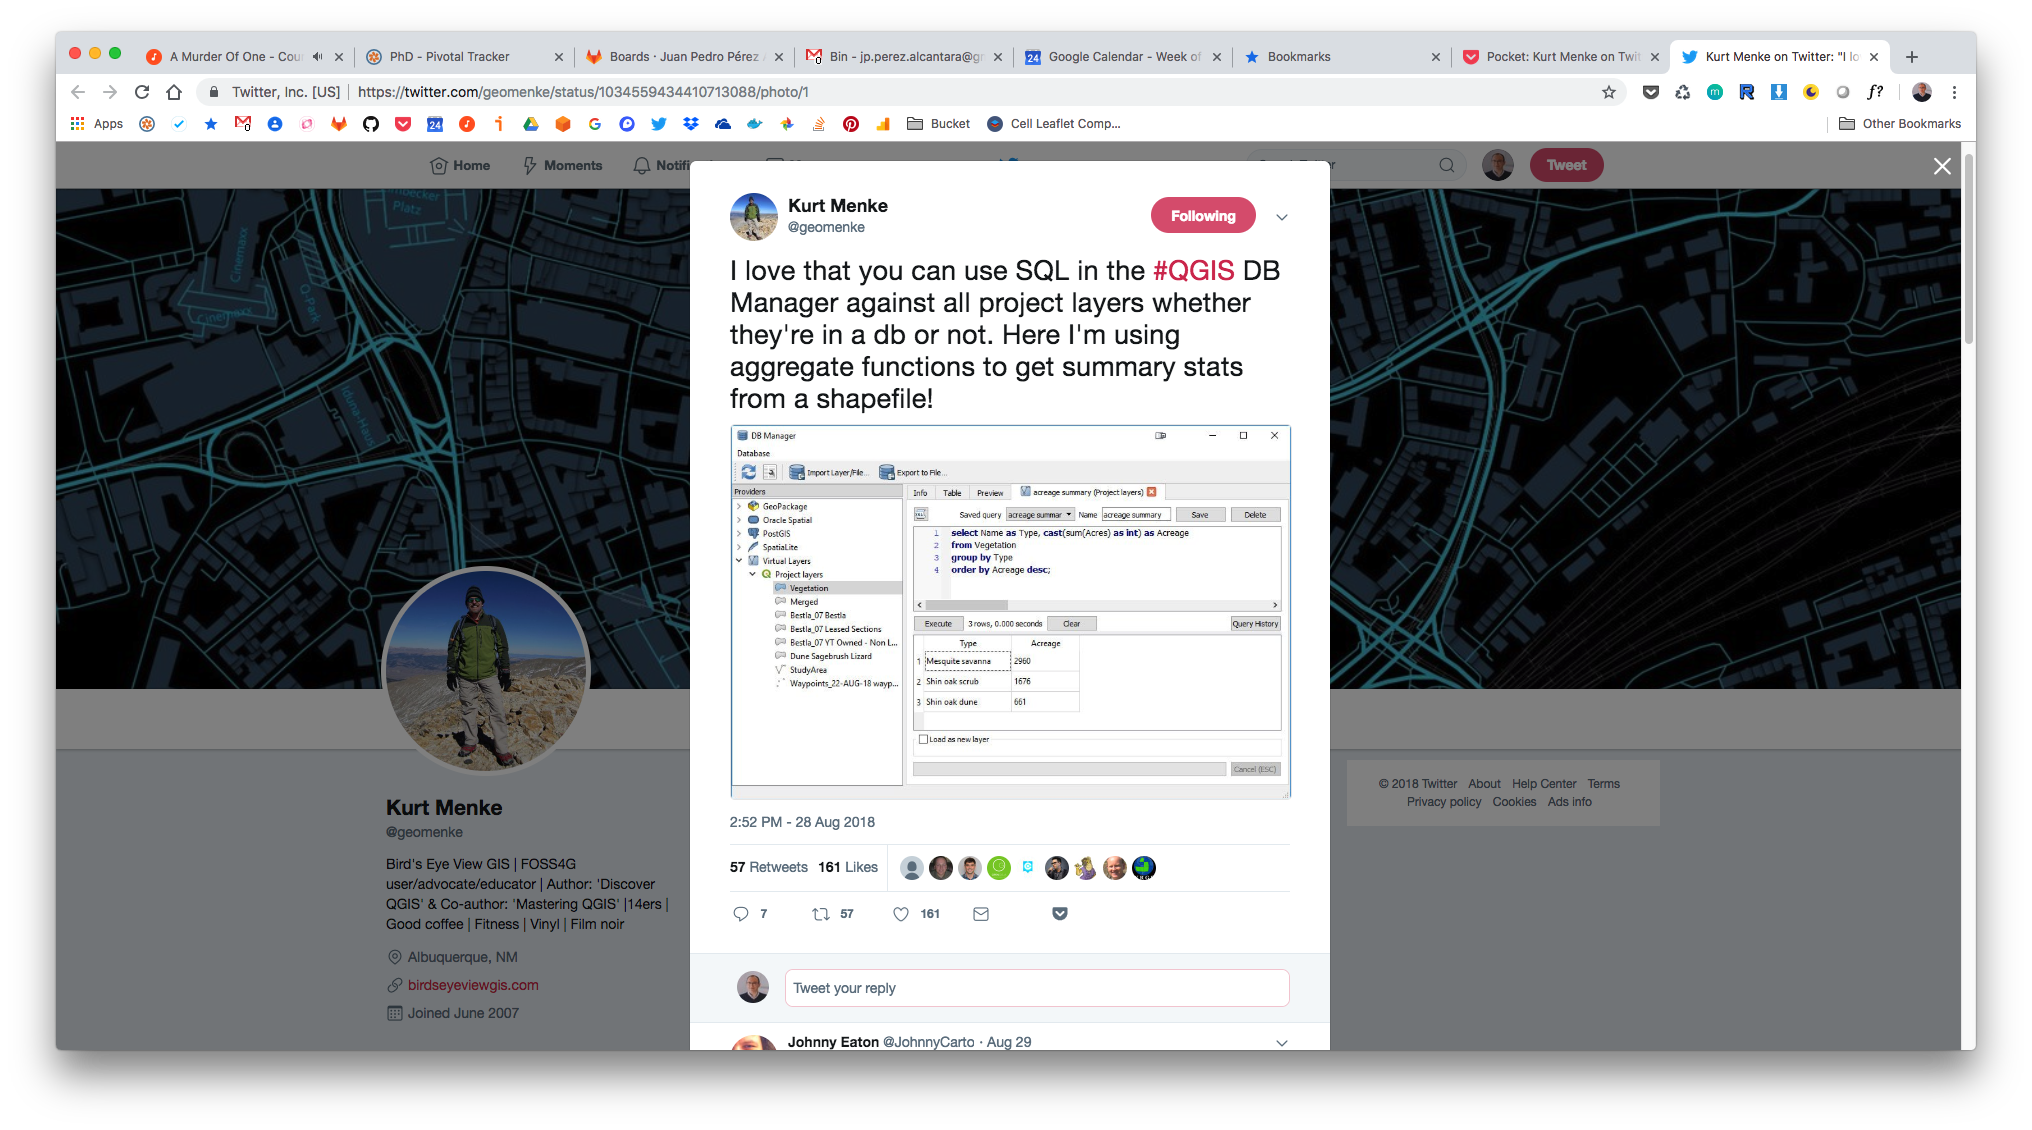 A Murder Of One - Cou
PhD - Pivotal Tracker
Boards · Juan Pedro Pérez
Bin - jp.perez.alcantara@g
Google Calendar - Week of
Bookmarks
Pocket: Kurt Menke on Twit
Kurt Menke on Twitter: "I lo
Twitter, Inc. [US] | https://twitter.com/geomenke/status/1034559434410713088/photo/1
Apps
Bucket
Cell Leaflet Comp...
Other Bookmarks
Home
Moments
Notifi
Tweet
Cinemaxx
Q-Park
Cinemaxx
Platz
Kurt Menke
@geomenke
Following
I love that you can use SQL in the #QGIS DB
Manager against all project layers whether
they're in a db or not. Here I'm using
aggregate functions to get summary stats
from a shapefile!
DB Manager
Database
Import Layer/File...
Export to File...
Providers
GeoPackage
Oracle Spatial
PostGIS
SpatiaLite
Virtual Layers
Project layers
Vegetation
Merged
Bestla_07 Bestla
Bestla_07 Leased Sections
Bestla_07 YT Owned - Non L...
Dune Sagebrush Lizard
StudyArea
Waypoints_22-AUG-18 wayp...
Info Table Preview acreage summary (Project layers)
Saved query acreage summar Name acreage summary Save Delete
1 select Name as Type, cast(sum(Acres) as int) as Acreage
2 from Vegetation
3 group by Type
4 order by Acreage desc;
Execute 3 rows, 0.000 seconds Clear Query History
Type Acreage
1 Mesquite savanna 2960
2 Shin oak scrub 1676
3 Shin oak dune 661
Load as new layer
Cancel (ESC)
2:52 PM - 28 Aug 2018
57 Retweets 161 Likes
7 57 161
Tweet your reply
Johnny Eaton @JohnnyCarto · Aug 29
Kurt Menke
@geomenke
Bird's Eye View GIS | FOSS4G
user/advocate/educator | Author: 'Discover
QGIS' & Co-author: 'Mastering QGIS' |14ers |
Good coffee | Fitness | Vinyl | Film noir
Albuquerque, NM
birdseyeviewgis.com
Joined June 2007
© 2018 Twitter About Help Center Terms
Privacy policy Cookies Ads info